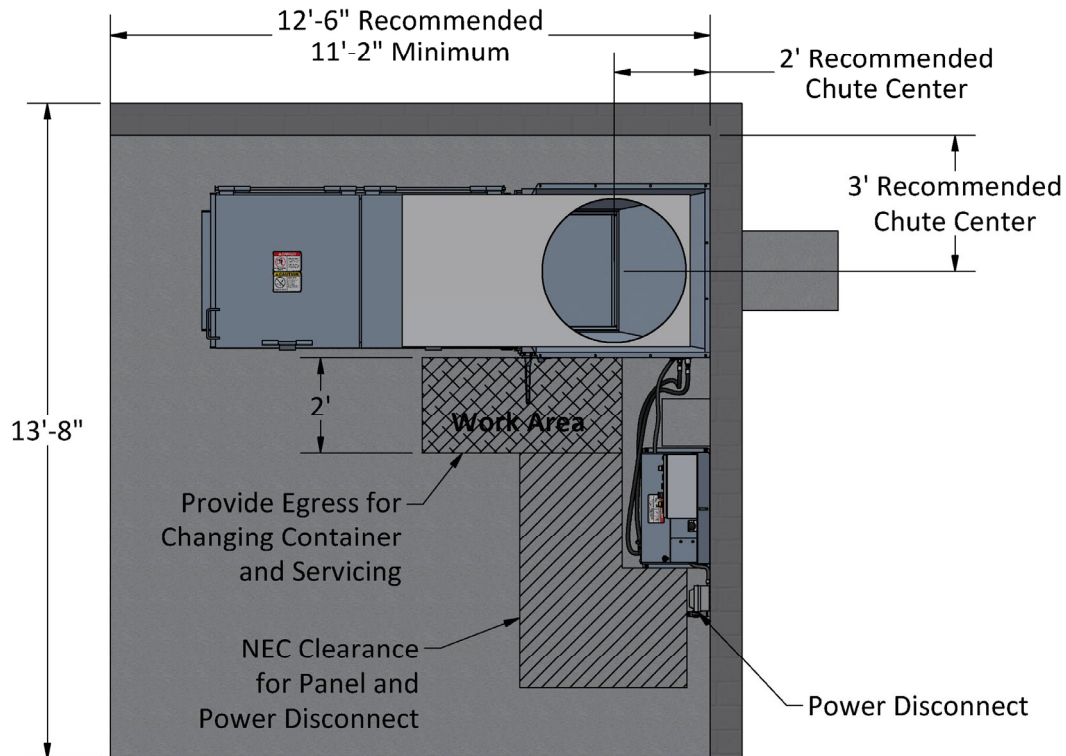 12'-6" Recommended
11'-2" Minimum
2' Recommended
Chute Center
3' Recommended
Chute Center
13'-8"
2'
Work Area
Provide Egress for
Changing Container
and Servicing
NEC Clearance
for Panel and
Power Disconnect
Power Disconnect